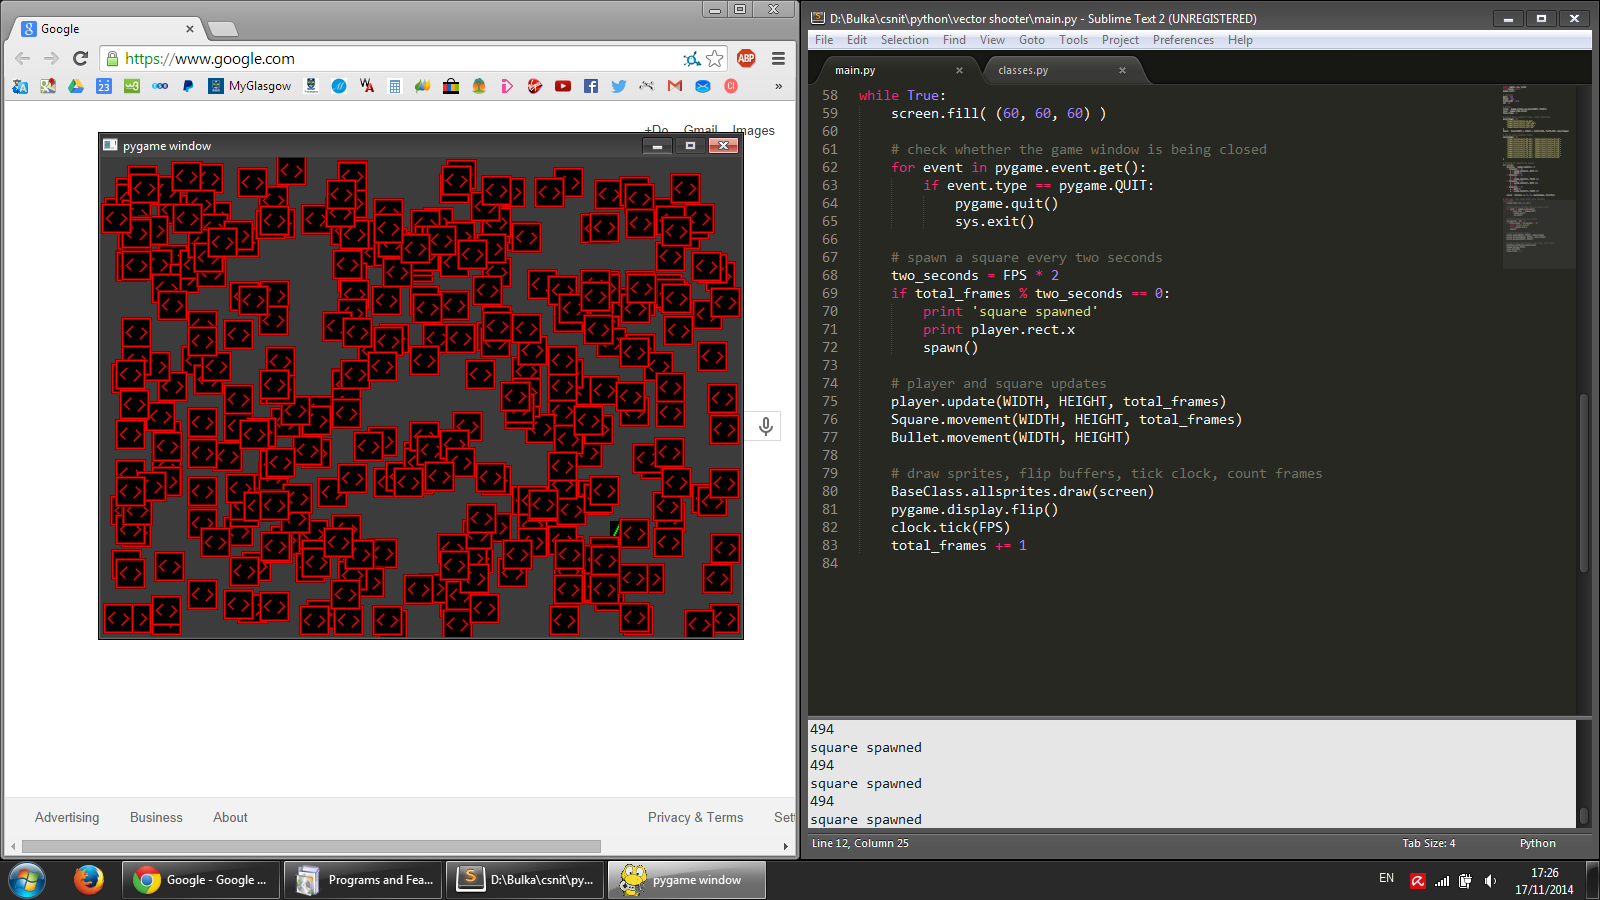 Google
https://www.google.com
ABP
23
MyGlasgow
»
+Do Gmail Images
pygame window
Advertising Business About
Privacy & Terms
D:\Bulka\csnit\python\vector shooter\main.py - Sublime Text 2 (UNREGISTERED)
File Edit Selection Find View Goto Tools Project Preferences Help
main.py classes.py
58 while True:
59 screen.fill( (60, 60, 60) )
60
61 # check whether the game window is being closed
62 for event in pygame.event.get():
63 if event.type == pygame.QUIT:
64 pygame.quit()
65 sys.exit()
66
67 # spawn a square every two seconds
68 two_seconds = FPS * 2
69 if total_frames % two_seconds == 0:
70 print 'square spawned'
71 print player.rect.x
72 spawn()
73
74 # player and square updates
75 player.update(WIDTH, HEIGHT, total_frames)
76 Square.movement(WIDTH, HEIGHT, total_frames)
77 Bullet.movement(WIDTH, HEIGHT)
78
79 # draw sprites, flip buffers, tick clock, count frames
80 BaseClass.allsprites.draw(screen)
81 pygame.display.flip()
82 clock.tick(FPS)
83 total_frames += 1
84
494
square spawned
494
square spawned
494
square spawned
Line 12, Column 25 Tab Size: 4 Python
Google - Google ... Programs and Fea... D:\Bulka\csnit\py... pygame window
EN
17:26
17/11/2014